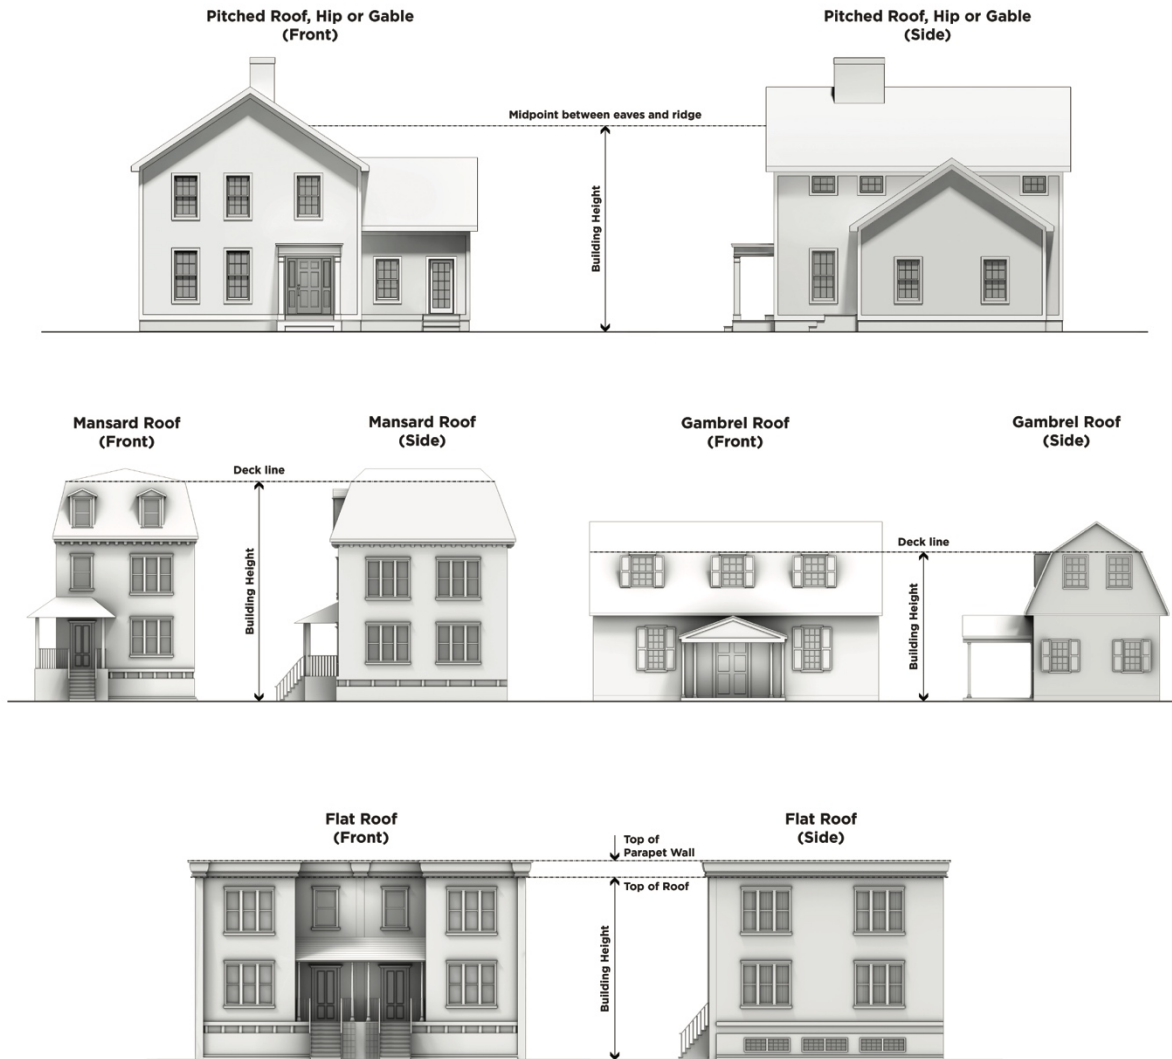 Pitched Roof, Hip or Gable
(Front)
Pitched Roof, Hip or Gable
(Side)
Midpoint between eaves and ridge
Building Height
Mansard Roof
(Front)
Mansard Roof
(Side)
Gambrel Roof
(Front)
Gambrel Roof
(Side)
Deck line
Building Height
Deck line
Building Height
Flat Roof
(Front)
Flat Roof
(Side)
Top of
Parapet Wall
Top of Roof
Building Height